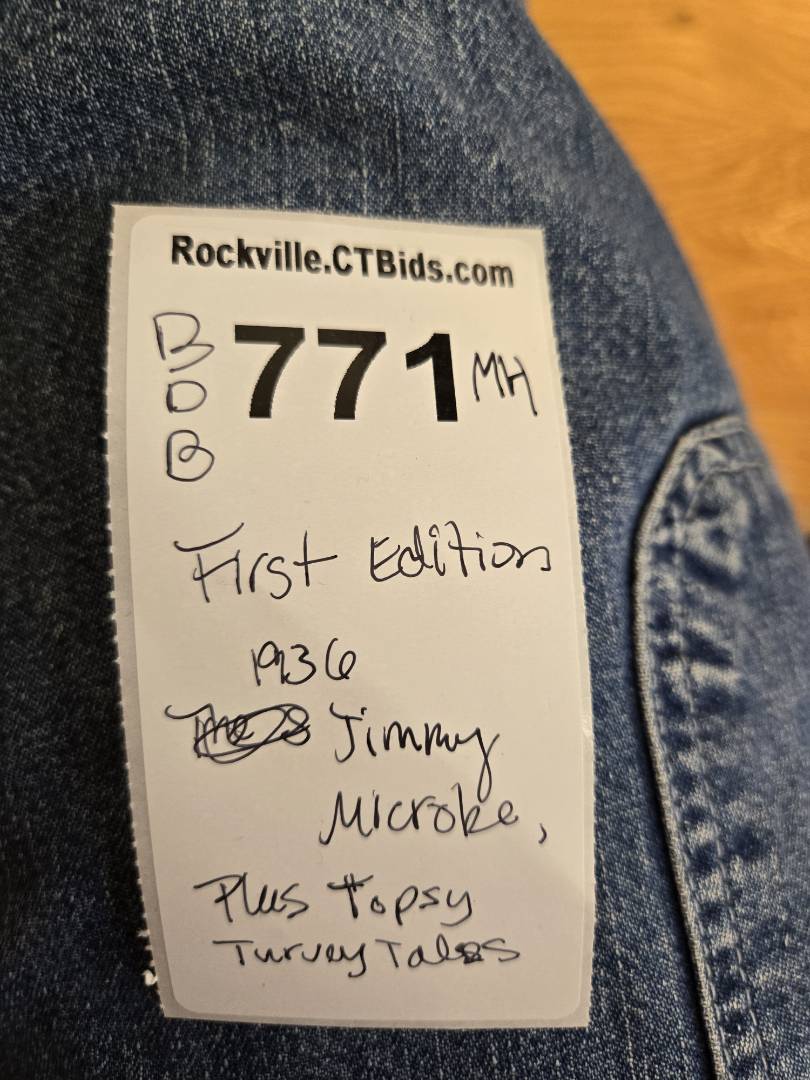 Rockville.CTBids.com
B
D 771 MH
B
First Edition
1936
Jimmy
Microbe,
Plus Topsy
Turvey Tales